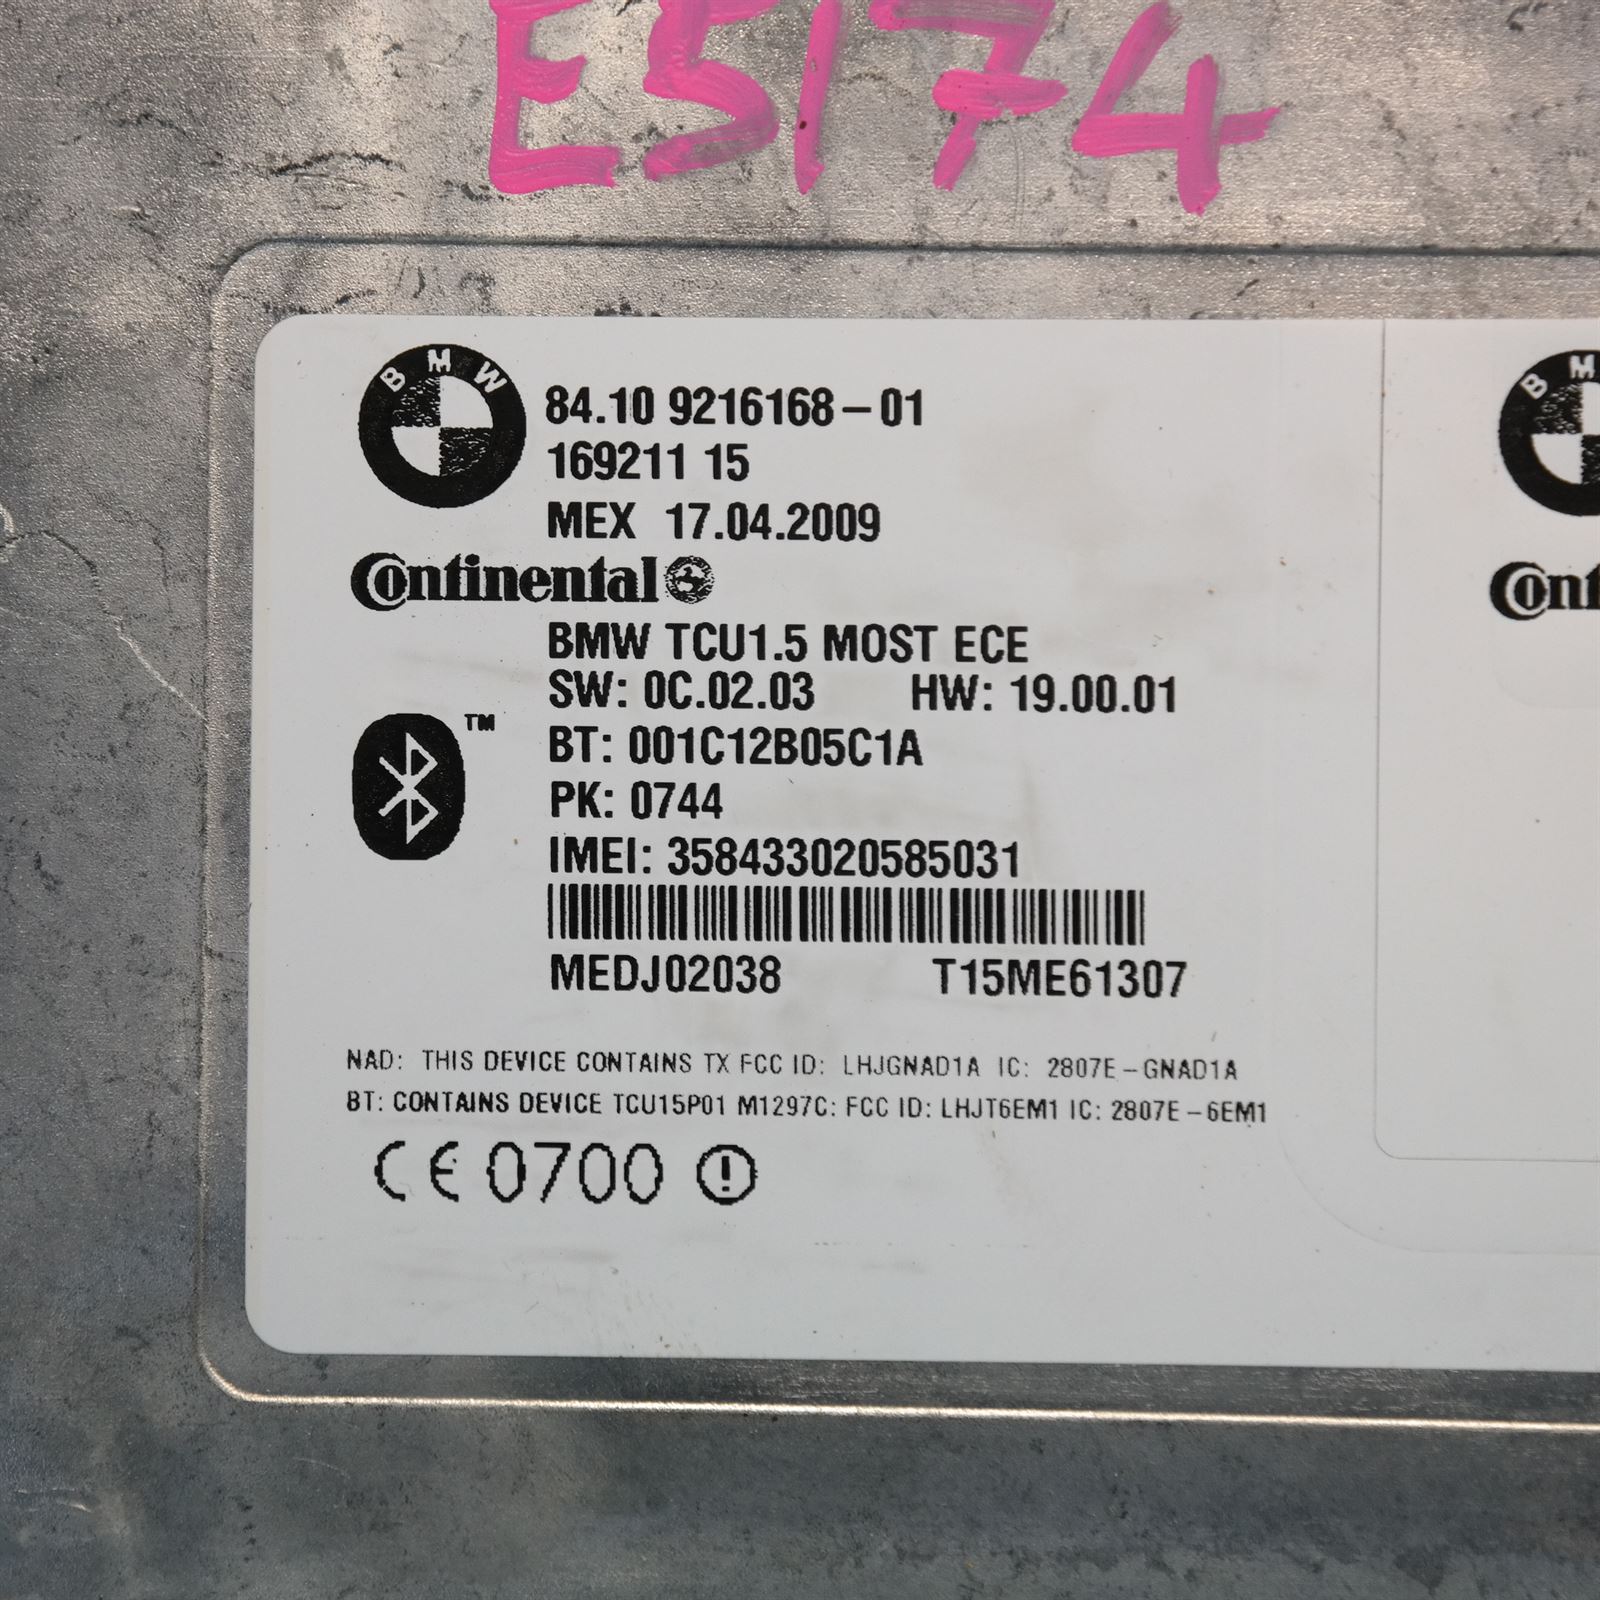 E5174
BMW
84.10 9216168-01
169211 15
MEX 17.04.2009
Continental
BMW TCU1.5 MOST ECE
SW: 0C.02.03 HW: 19.00.01
TM
BT: 001C12B05C1A
PK: 0744
IMEI: 358433020585031
MEDJ02038 T15ME61307
NAD: THIS DEVICE CONTAINS TX FCC ID: LHJGNAD1A IC: 2807E-GNAD1A
BT: CONTAINS DEVICE TCU15P01 M1297C: FCC ID: LHJT6EM1 IC: 2807E-6EM1
CE 0700
BM
Cont